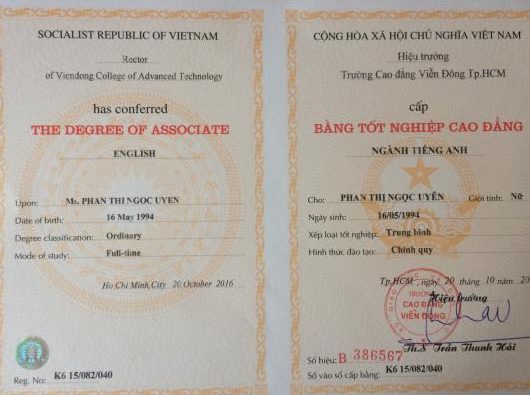 SOCIALIST REPUBLIC OF VIETNAM
Rector
of Viendong College of Advanced Technology
has conferred
THE DEGREE OF ASSOCIATE
ENGLISH
Upon: Ms. PHAN THI NGOC UYEN
Date of birth: 16 May 1994
Degree classification: Ordinary
Mode of study: Full-time
Ho Chi Minh City 20 October 2016
Reg. No: K6 15/082/040
CỘNG HÒA XÃ HỘI CHỦ NGHĨA VIỆT NAM
Hiệu trưởng
Trường Cao đẳng Viễn Đông Tp.HCM
cấp
BẰNG TỐT NGHIỆP CAO ĐẲNG
NGÀNH TIẾNG ANH
Cho: PHAN THỊ NGỌC UYÊN Giới tính: Nữ
Ngày sinh: 16/05/1994
Xếp loại tốt nghiệp: Trung bình
Hình thức đào tạo: Chính quy
Tp.HCM, ngày 20 tháng 10 năm 20
Hiệu trưởng
TRƯỜNG
CAO ĐẲNG
VIỄN ĐÔNG
Th.S Trần Thanh Hải
Số hiệu: B 386567
Số vào sổ cấp bằng: K6 15/082/040